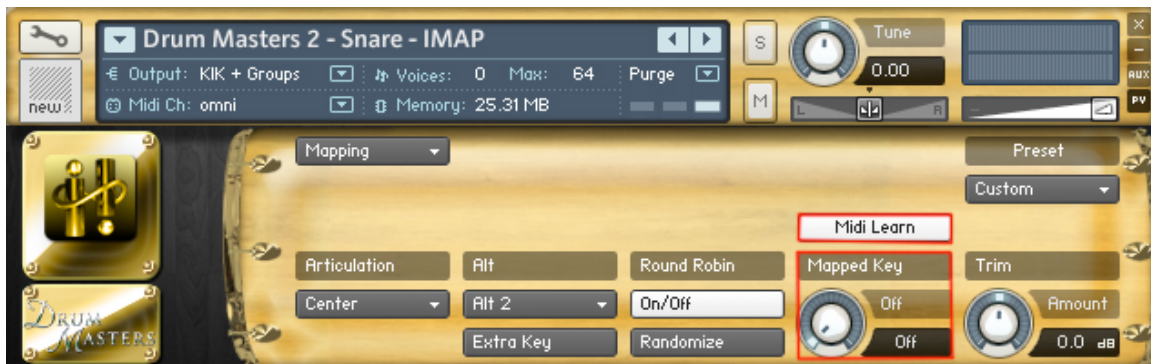 Drum Masters 2 - Snare - IMAP
S
Tune
X
Output: KIK + Groups
Voices: 0 Max: 64
Purge
0.00
AUX
new
Midi Ch: omni
Memory: 25.31 MB
M
L
R
PV
Mapping
Preset
Custom
Midi Learn
Articulation
Alt
Round Robin
Mapped Key
Trim
Center
Alt 2
On/Off
Off
Amount
DRUM
MASTERS
Extra Key
Randomize
Off
0.0 dB